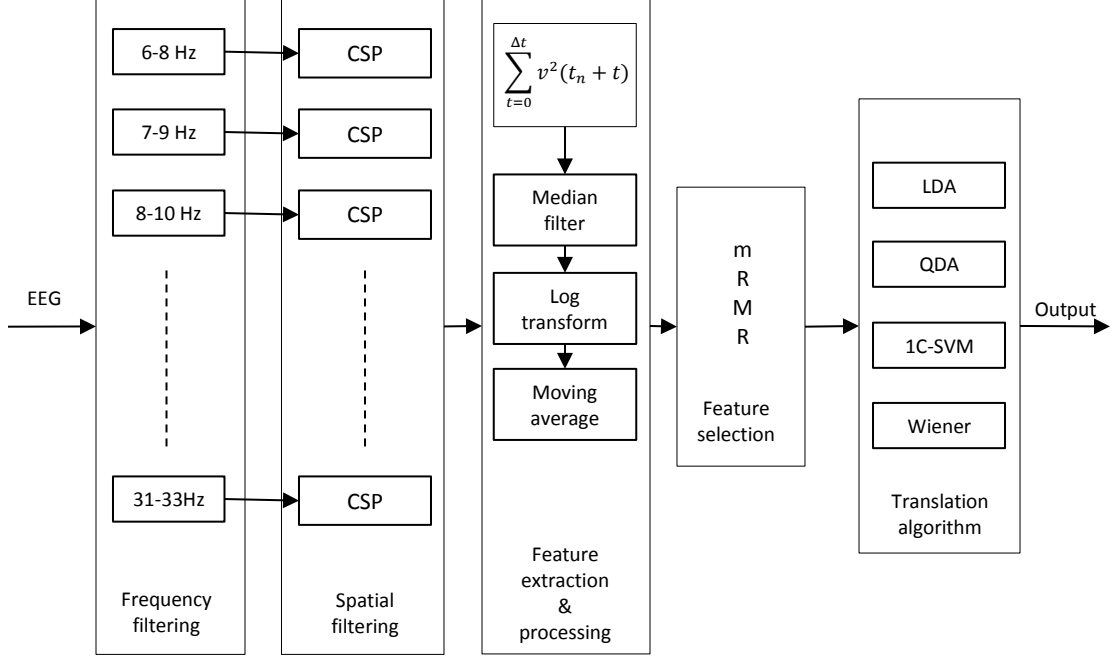 EEG
6-8 Hz
7-9 Hz
8-10 Hz
31-33Hz
Frequency
filtering
CSP
CSP
CSP
CSP
Spatial
filtering
∑_{t=0}^{Δt} v²(tₙ + t)
Median
filter
Log
transform
Moving
average
Feature
extraction
&
processing
m
R
M
R
Feature
selection
LDA
QDA
1C-SVM
Wiener
Translation
algorithm
Output